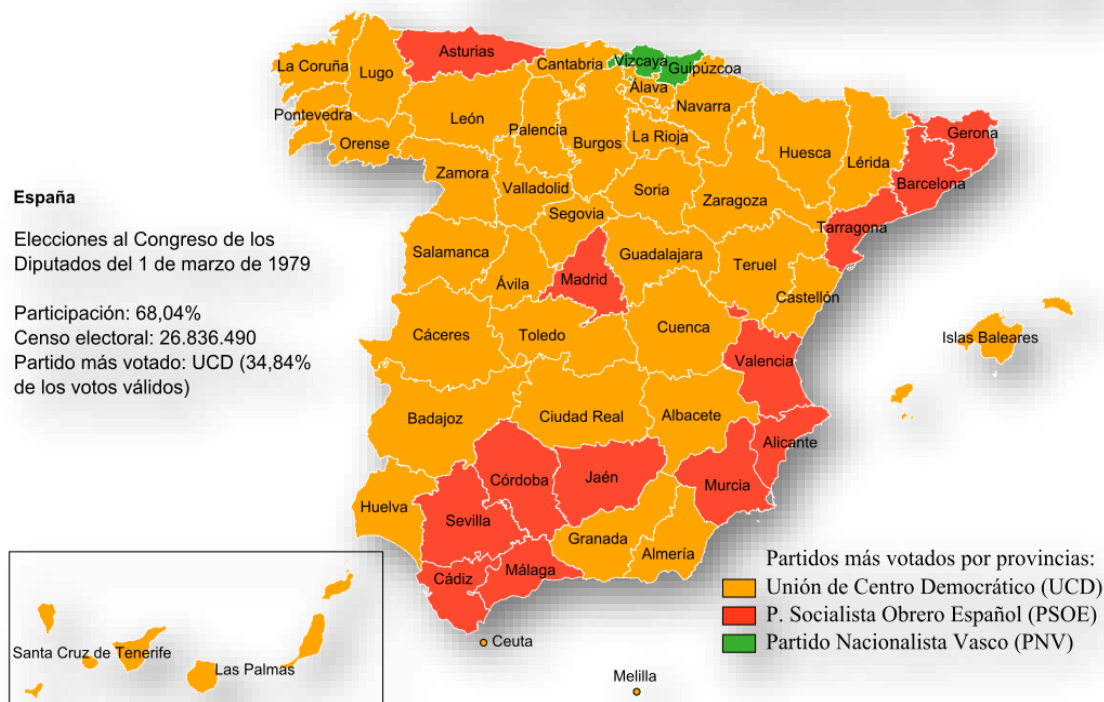 Asturias
Cantabria
Vizcaya
Guipúzcoa
La Coruña
Lugo
Álava
Navarra
Pontevedra
León
Palencia
Burgos
La Rioja
Orense
Huesca
Lérida
Gerona
Zamora
Valladolid
Soria
Zaragoza
Barcelona
Segovia
Tarragona
Salamanca
Guadalajara
Teruel
Ávila
Madrid
Castellón
Cáceres
Toledo
Cuenca
Islas Baleares
Valencia
Badajoz
Ciudad Real
Albacete
Alicante
Córdoba
Jaén
Murcia
Huelva
Sevilla
Granada
Almería
Cádiz
Málaga
Ceuta
Melilla
España
Elecciones al Congreso de los
Diputados del 1 de marzo de 1979
Participación: 68,04%
Censo electoral: 26.836.490
Partido más votado: UCD (34,84%
de los votos válidos)
Santa Cruz de Tenerife
Las Palmas
Partidos más votados por provincias:
Unión de Centro Democrático (UCD)
P. Socialista Obrero Español (PSOE)
Partido Nacionalista Vasco (PNV)